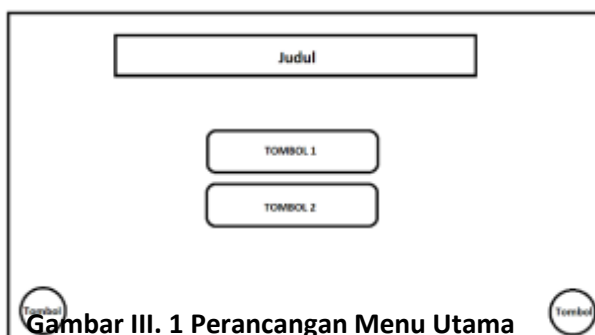 Judul
TOMBOL 1
TOMBOL 2
Tombol
Tombol
Gambar III. 1 Perancangan Menu Utama